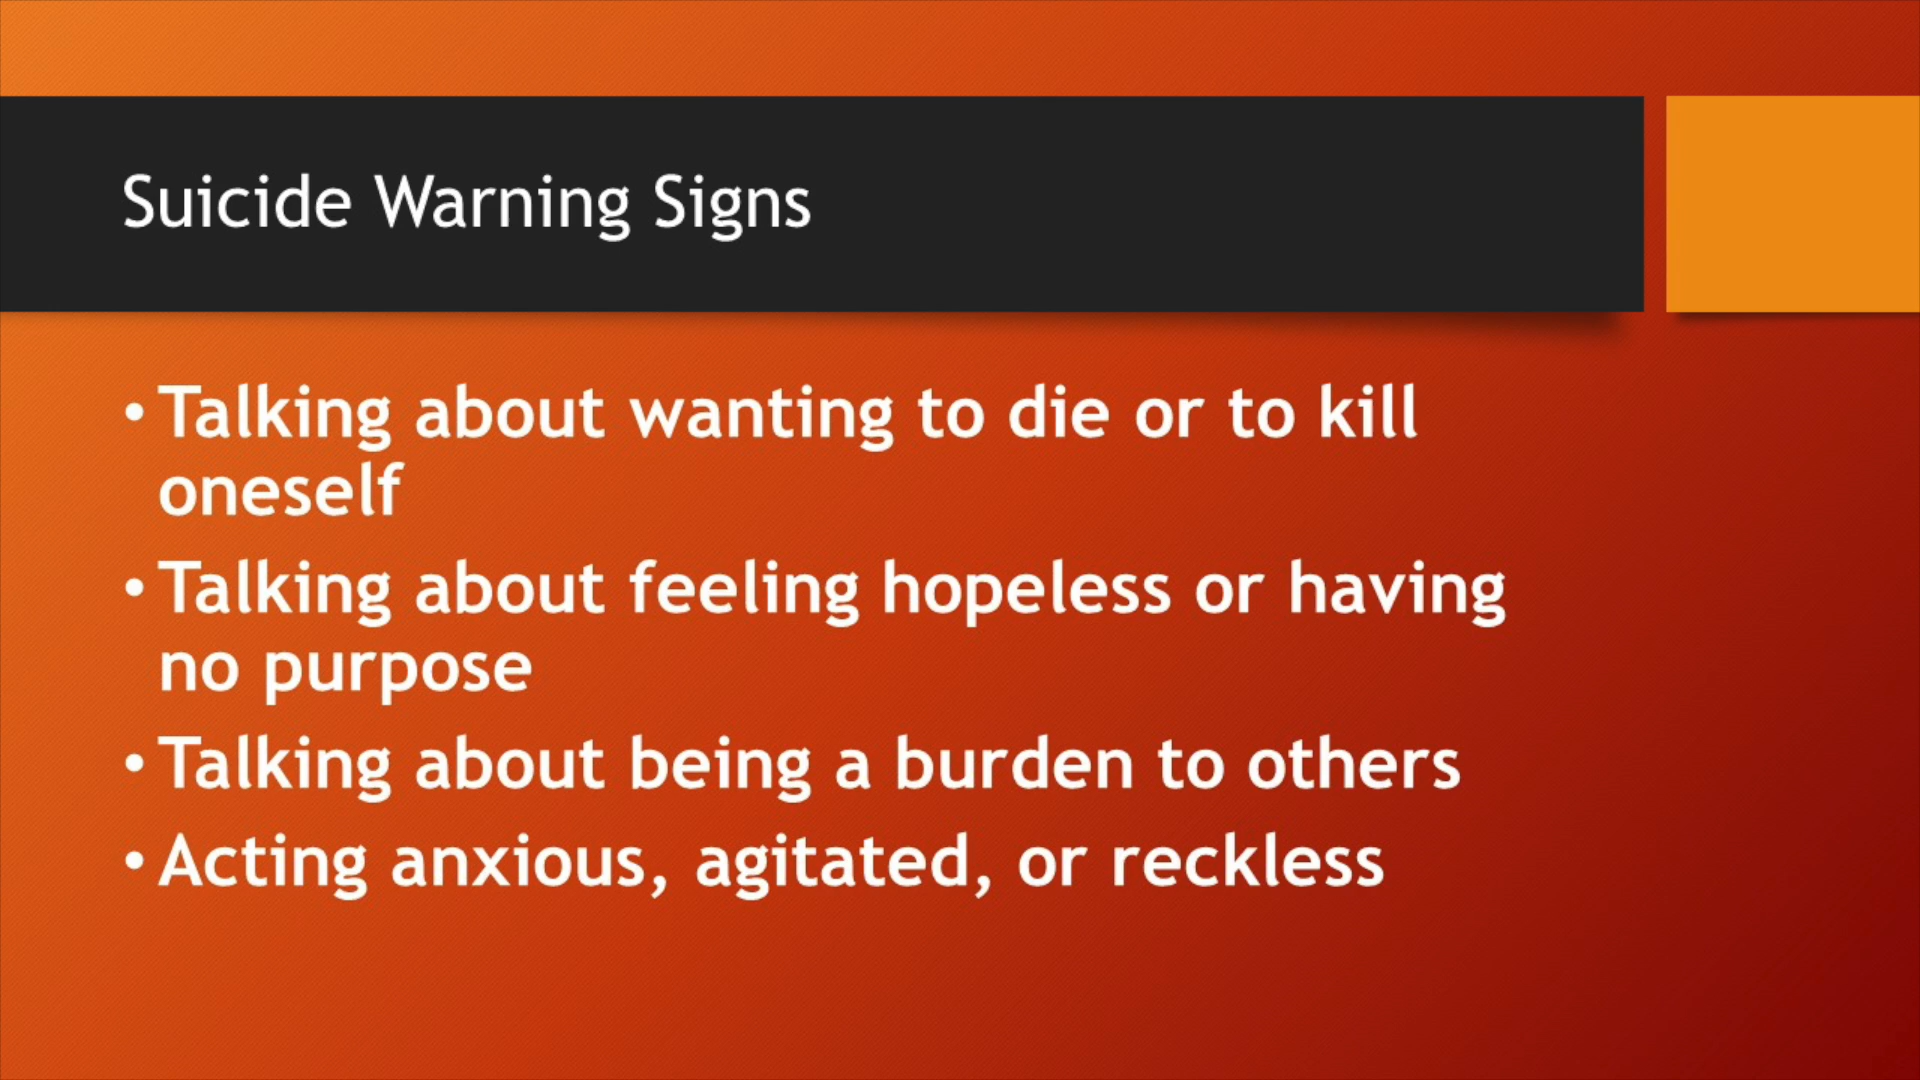 Suicide Warning Signs
• Talking about wanting to die or to kill
oneself
• Talking about feeling hopeless or having
no purpose
• Talking about being a burden to others
• Acting anxious, agitated, or reckless